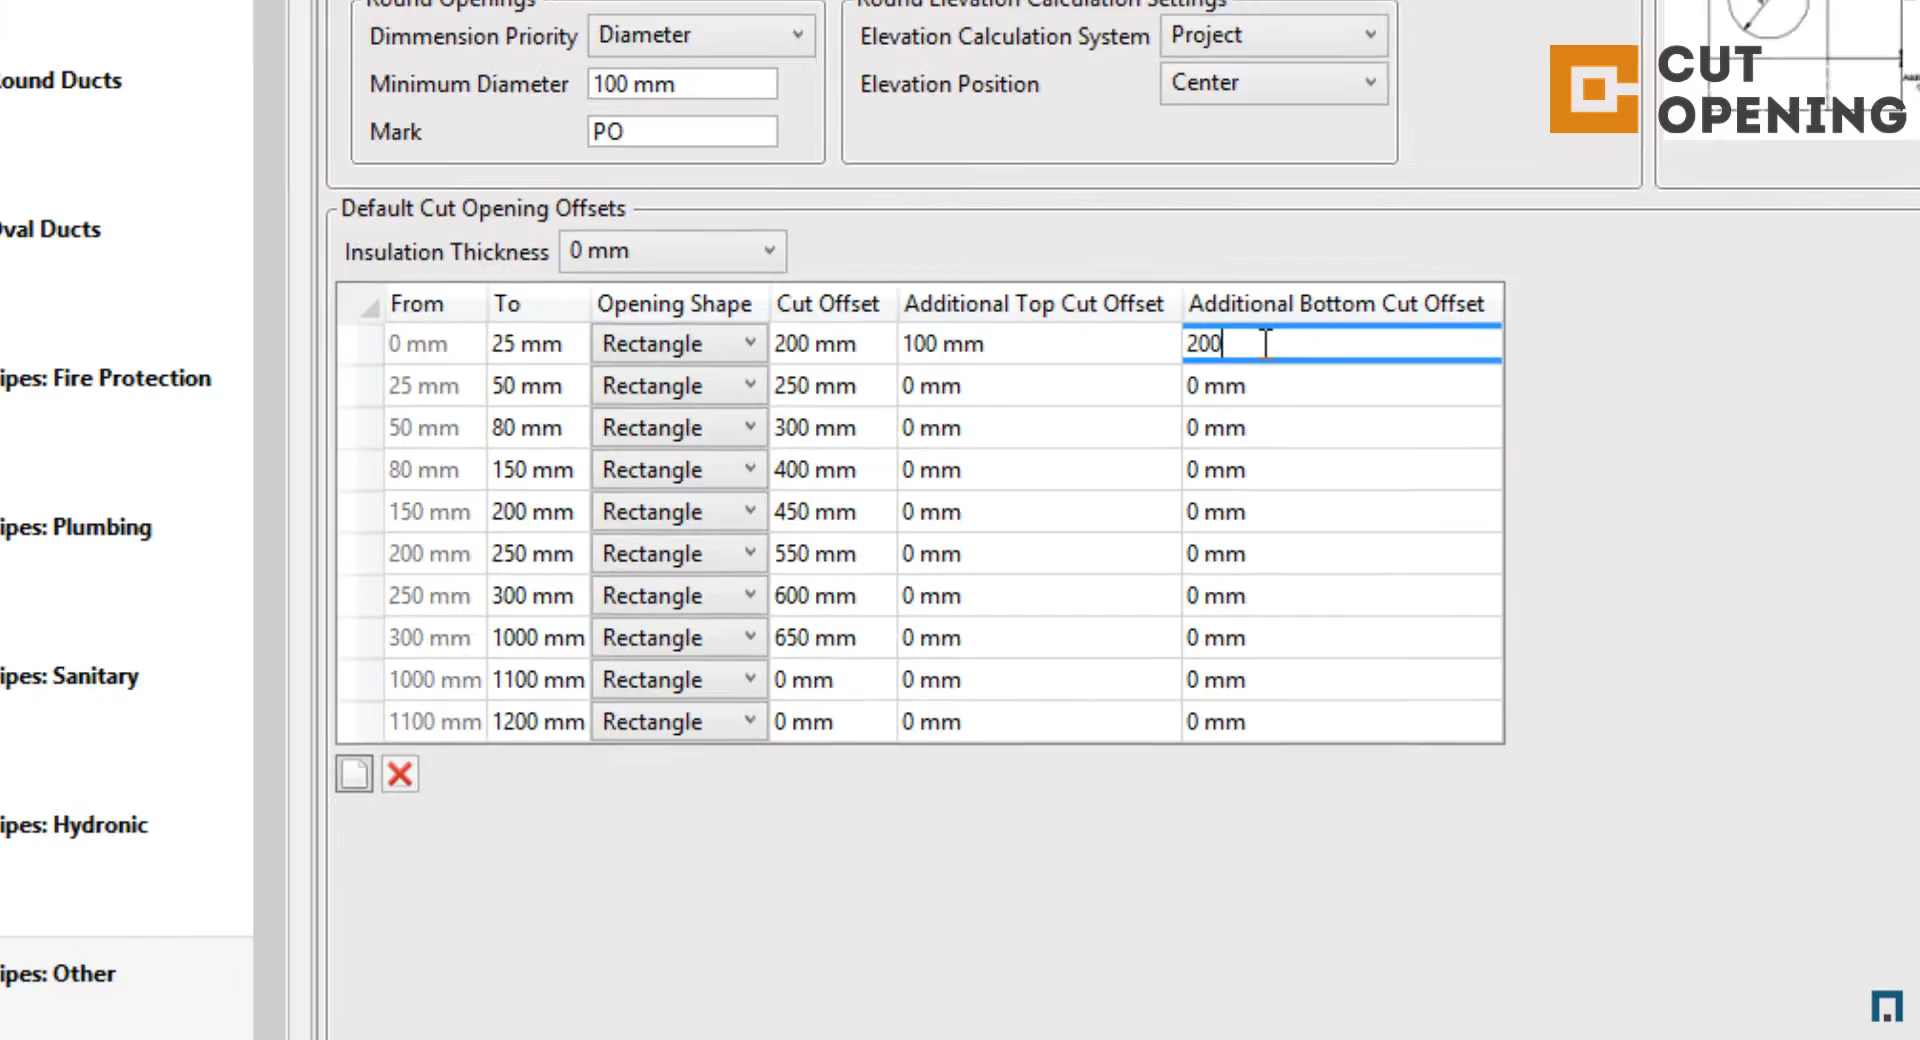 Round Openings
Round Elevation Calculation Settings
Dimmension Priority Diameter
Elevation Calculation System Project
Minimum Diameter 100 mm
Elevation Position Center
Mark PO
CUT
OPENING
ound Ducts
Oval Ducts
ipes: Fire Protection
ipes: Plumbing
ipes: Sanitary
ipes: Hydronic
ipes: Other
Default Cut Opening Offsets
Insulation Thickness 0 mm
From To Opening Shape Cut Offset Additional Top Cut Offset Additional Bottom Cut Offset
0 mm 25 mm Rectangle 200 mm 100 mm 200
25 mm 50 mm Rectangle 250 mm 0 mm 0 mm
50 mm 80 mm Rectangle 300 mm 0 mm 0 mm
80 mm 150 mm Rectangle 400 mm 0 mm 0 mm
150 mm 200 mm Rectangle 450 mm 0 mm 0 mm
200 mm 250 mm Rectangle 550 mm 0 mm 0 mm
250 mm 300 mm Rectangle 600 mm 0 mm 0 mm
300 mm 1000 mm Rectangle 650 mm 0 mm 0 mm
1000 mm 1100 mm Rectangle 0 mm 0 mm 0 mm
1100 mm 1200 mm Rectangle 0 mm 0 mm 0 mm